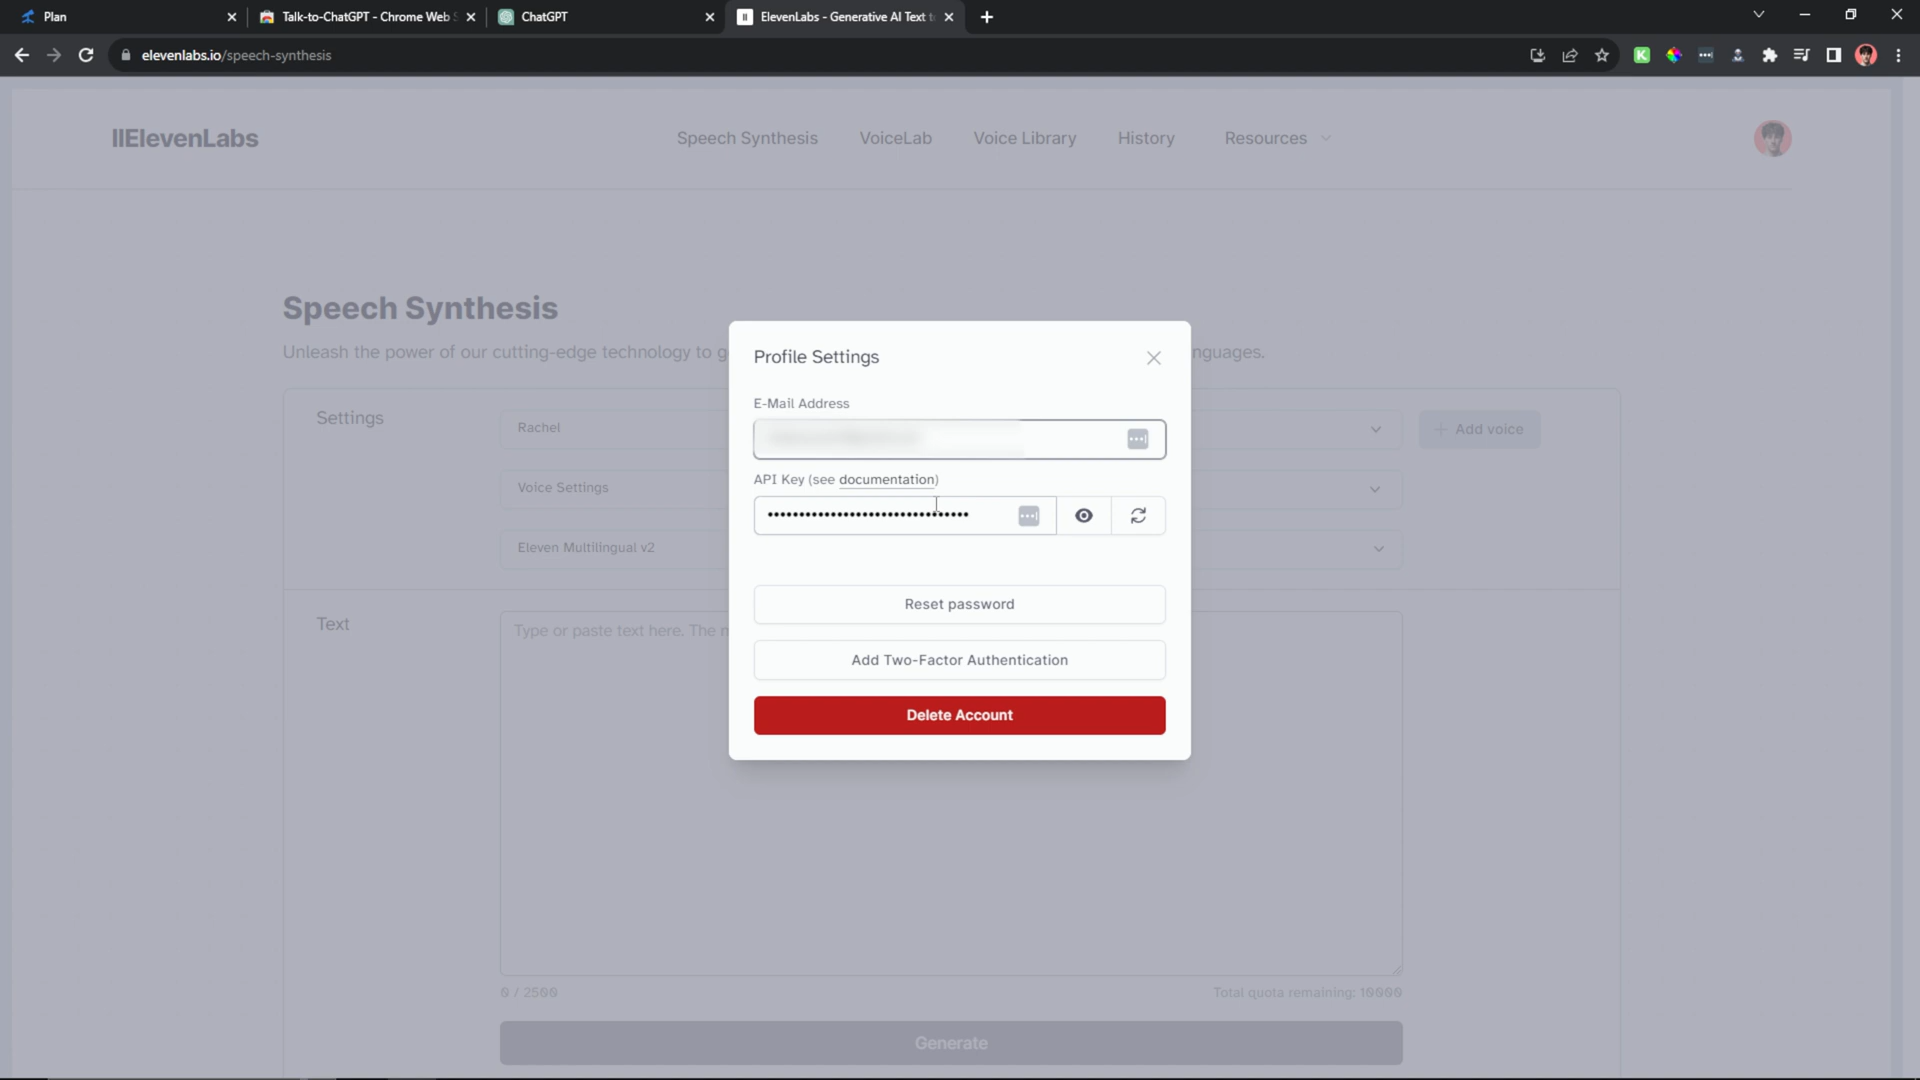 Plan
Talk-to-ChatGPT - Chrome Web S
ChatGPT
ElevenLabs - Generative AI Text to
elevenlabs.io/speech-synthesis
IIElevenLabs
Speech Synthesis
VoiceLab
Voice Library
History
Resources
Speech Synthesis
Unleash the power of our cutting-edge technology to g
nguages.
Settings
Rachel
Add voice
Voice Settings
Eleven Multilingual v2
Text
Type or paste text here. The n
0 / 2500
Total quota remaining: 10000
Generate
Profile Settings
E-Mail Address
API Key (see documentation)
Reset password
Add Two-Factor Authentication
Delete Account